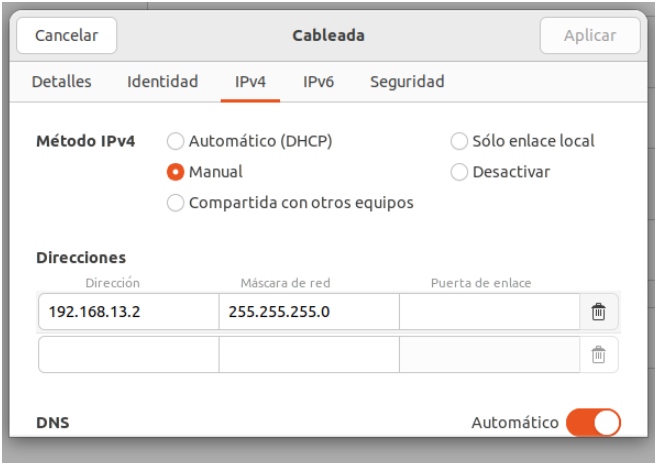 Cancelar Cableada Aplicar
Detalles Identidad IPv4 IPv6 Seguridad
Método IPv4 Automático (DHCP) Sólo enlace local
Manual Desactivar
Compartida con otros equipos
Direcciones
Dirección Máscara de red Puerta de enlace
192.168.13.2 255.255.255.0
DNS Automático